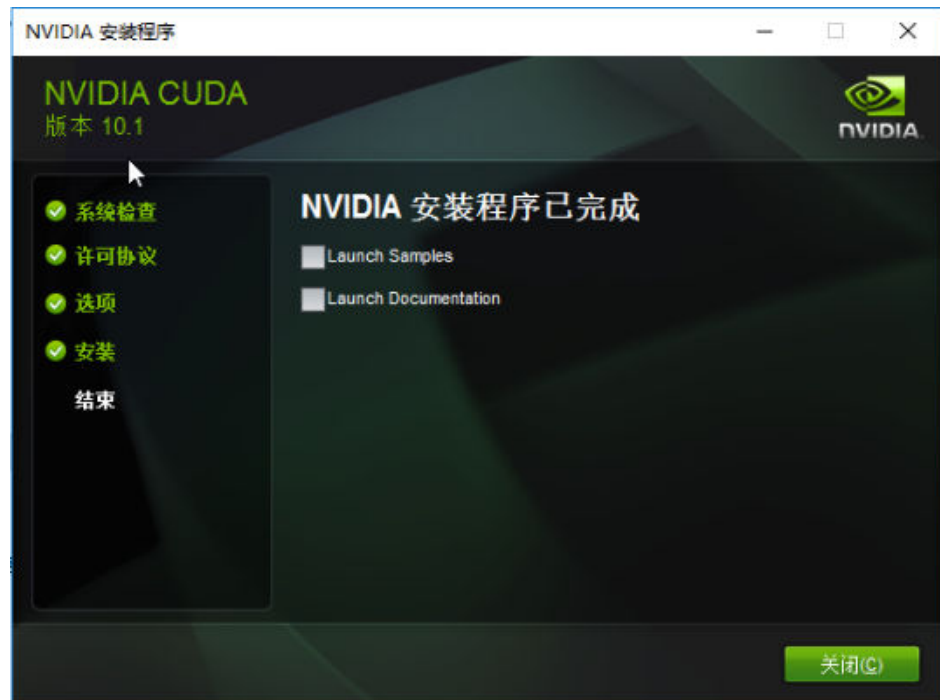 NVIDIA 安装程序
NVIDIA CUDA
版本 10.1
NVIDIA
系统检查
许可协议
选项
安装
结束
NVIDIA 安装程序已完成
Launch Samples
Launch Documentation
关闭(C)